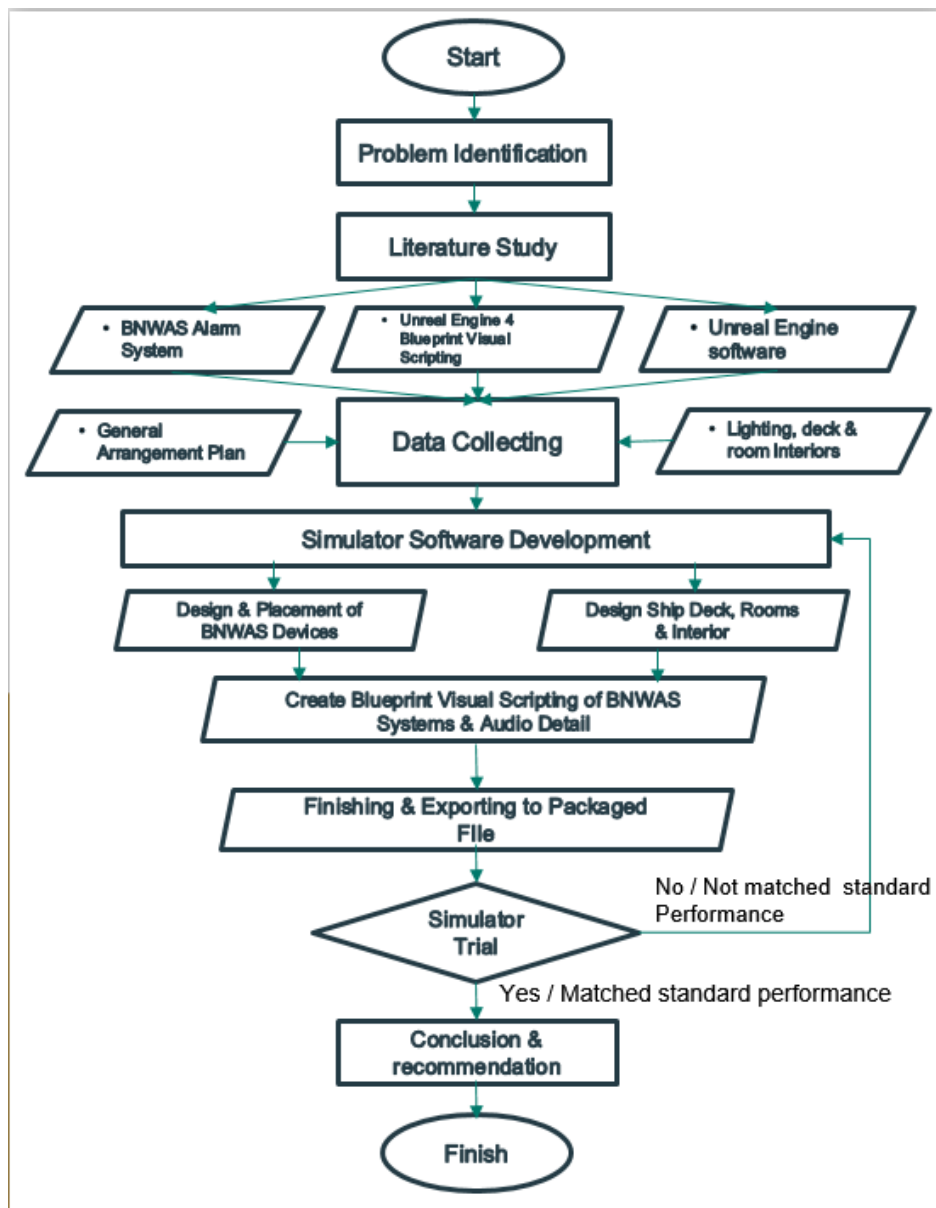 Start
Problem Identification
Literature Study
• BNWAS Alarm
System
• Unreal Engine 4
Blueprint Visual
Scripting
• Unreal Engine
software
• General
Arrangement Plan
Data Collecting
• Lighting, deck &
room Interiors
Simulator Software Development
Design & Placement of
BNWAS Devices
Design Ship Deck, Rooms
& Interior
Create Blueprint Visual Scripting of BNWAS
Systems & Audio Detail
Finishing & Exporting to Packaged
File
Simulator
Trial
No / Not matched standard
Performance
Yes / Matched standard performance
Conclusion &
recommendation
Finish